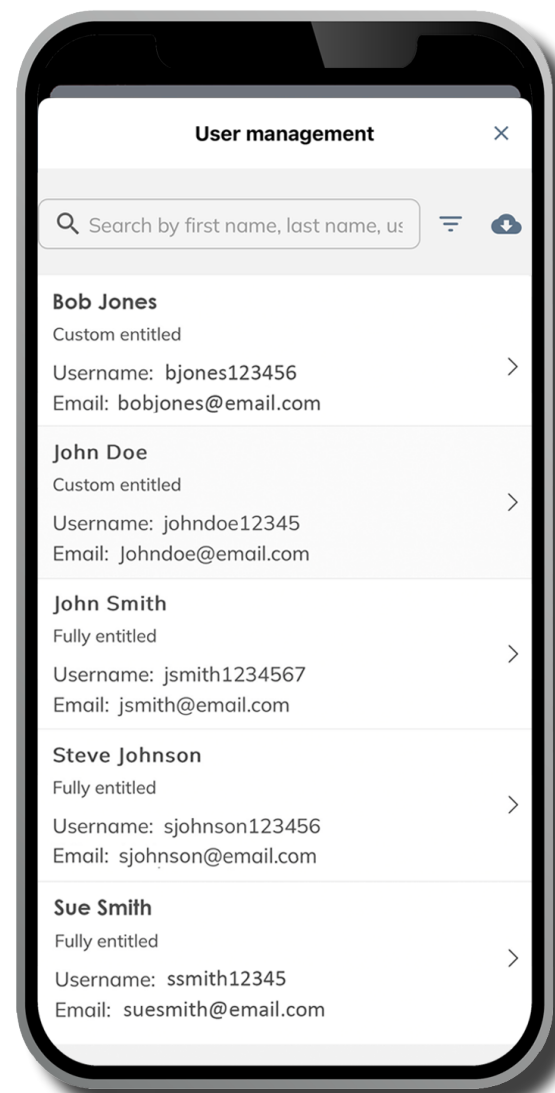 User management
Search by first name, last name, us
Bob Jones
Custom entitled
Username: bjones123456
Email: bobjones@email.com
John Doe
Custom entitled
Username: johndoe12345
Email: Johndoe@email.com
John Smith
Fully entitled
Username: jsmith1234567
Email: jsmith@email.com
Steve Johnson
Fully entitled
Username: sjohnson123456
Email: sjohnson@email.com
Sue Smith
Fully entitled
Username: ssmith12345
Email: suesmith@email.com